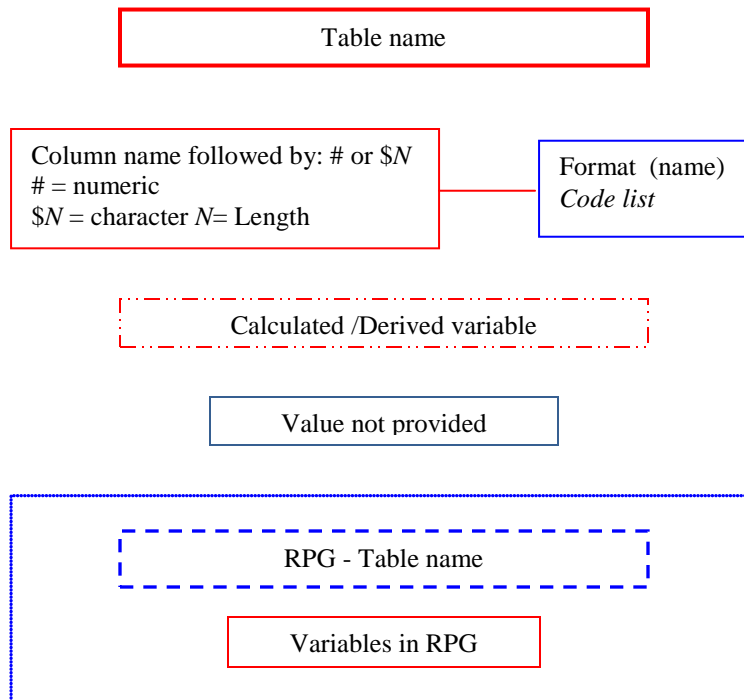 Table name
Column name followed by: # or $N
# = numeric
$N = character N= Length
Format  (name)
Code list
Calculated /Derived variable
Value not provided
RPG - Table name
Variables in RPG